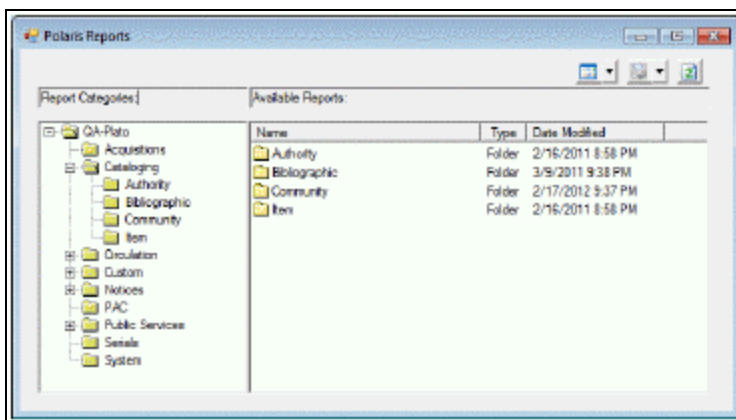 Polaris Reports
Report Categories:
Available Reports:
QA-Plato
Acquisitions
Cataloging
Authority
Bibliographic
Community
Item
Circulation
Custom
Notices
PAC
Public Services
Serials
System
Name Type Date Modified
Authority Folder 2/16/2011 8:58 PM
Bibliographic Folder 3/9/2011 9:38 PM
Community Folder 2/17/2012 9:37 PM
Item Folder 2/16/2011 8:58 PM